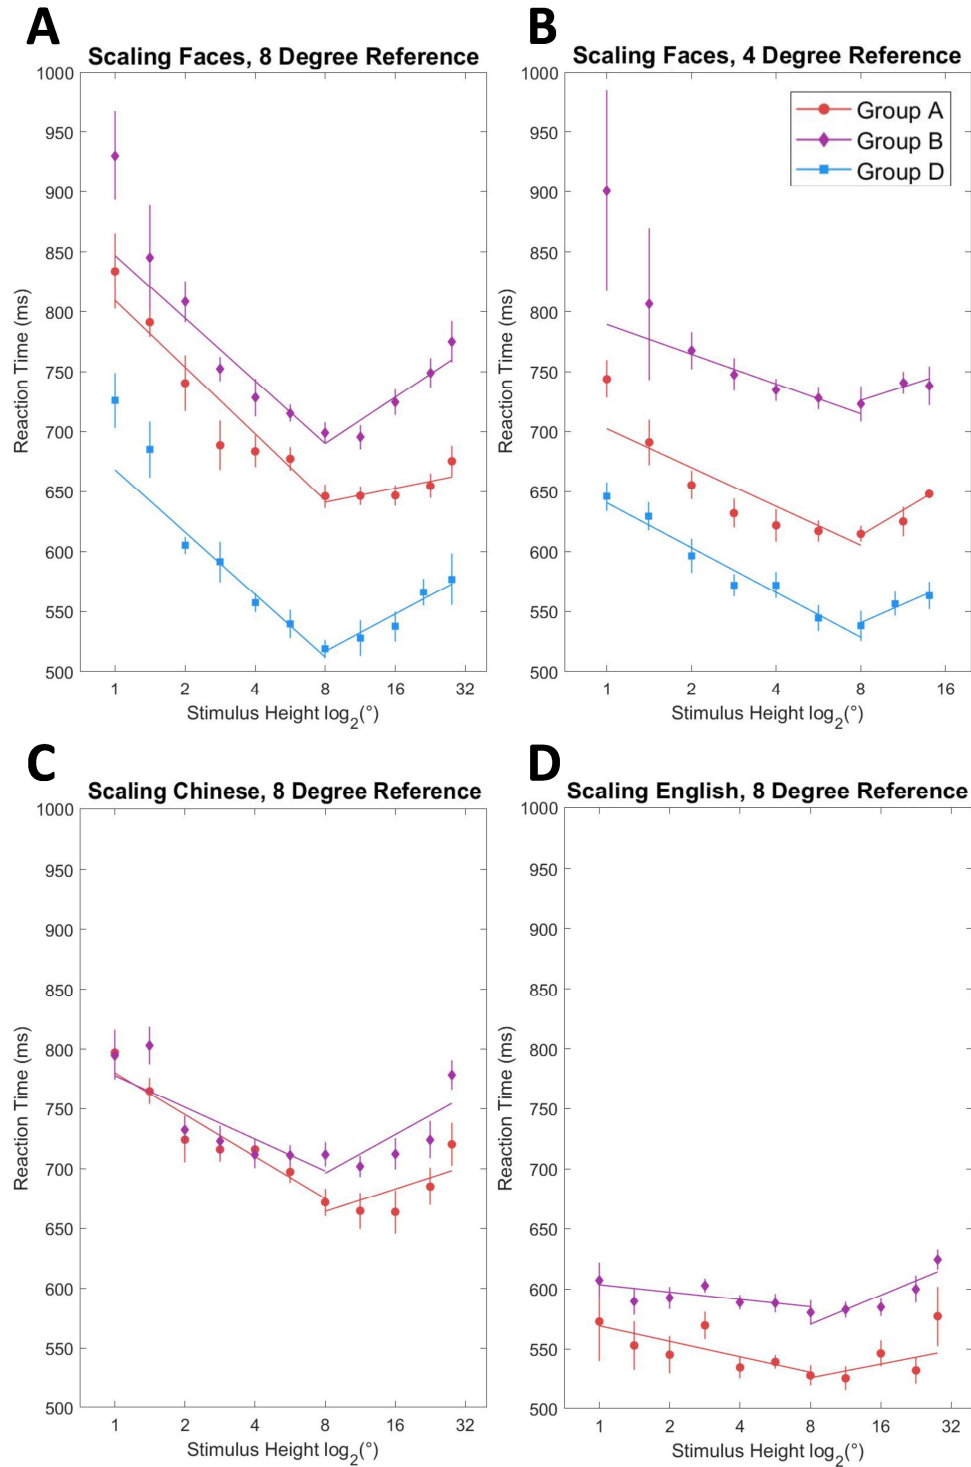 A
Scaling Faces, 8 Degree Reference
1000
950
900
850
800
750
700
650
600
550
500
Reaction Time (ms)
1 2 4 8 16 32
Stimulus Height log2(°)
B
Scaling Faces, 4 Degree Reference
Group A
Group B
Group D
1000
950
900
850
800
750
700
650
600
550
500
Reaction Time (ms)
1 2 4 8 16
Stimulus Height log2(°)
C
Scaling Chinese, 8 Degree Reference
1000
950
900
850
800
750
700
650
600
550
500
Reaction Time (ms)
1 2 4 8 16 32
Stimulus Height log2(°)
D
Scaling English, 8 Degree Reference
1000
950
900
850
800
750
700
650
600
550
500
Reaction Time (ms)
1 2 4 8 16 32
Stimulus Height log2(°)